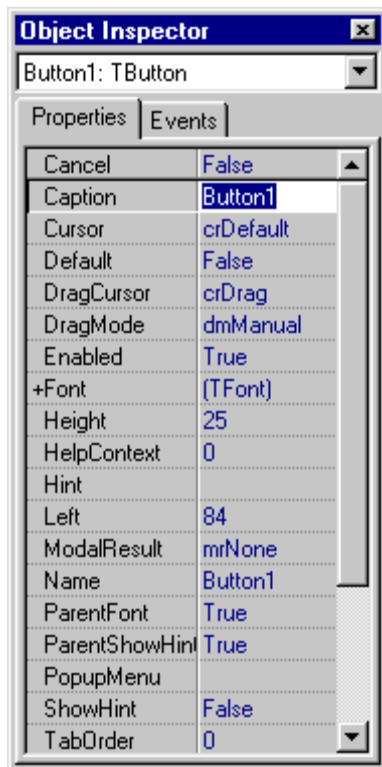 Object Inspector
Button1: TButton
Properties Events
Cancel False
Caption Button1
Cursor crDefault
Default False
DragCursor crDrag
DragMode dmManual
Enabled True
+Font (TFont)
Height 25
HelpContext 0
Hint
Left 84
ModalResult mrNone
Name Button1
ParentFont True
ParentShowHint True
PopupMenu
ShowHint False
TabOrder 0